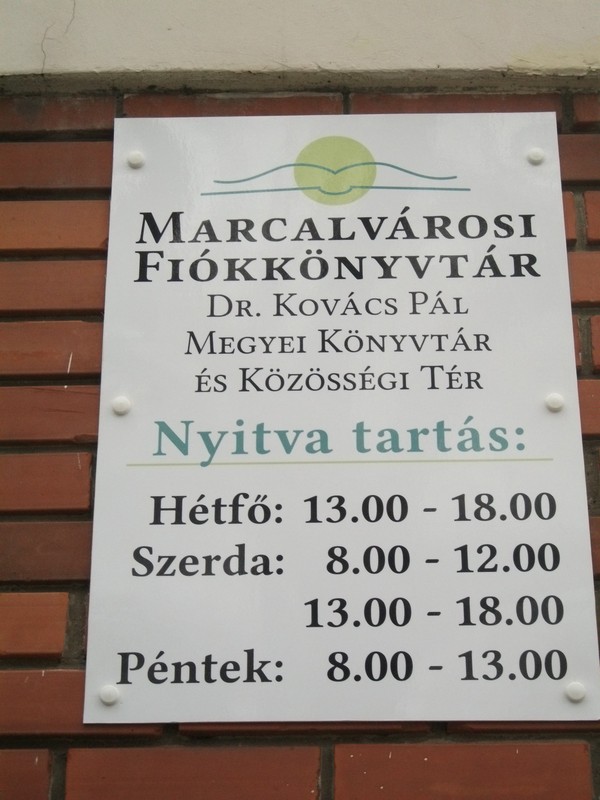 Marcalvárosi
Fiókkönyvtár
Dr. Kovács Pál
Megyei Könyvtár
és Közösségi Tér
Nyitva tartás:
Hétfő: 13.00 - 18.00
Szerda: 8.00 - 12.00
13.00 - 18.00
Péntek: 8.00 - 13.00